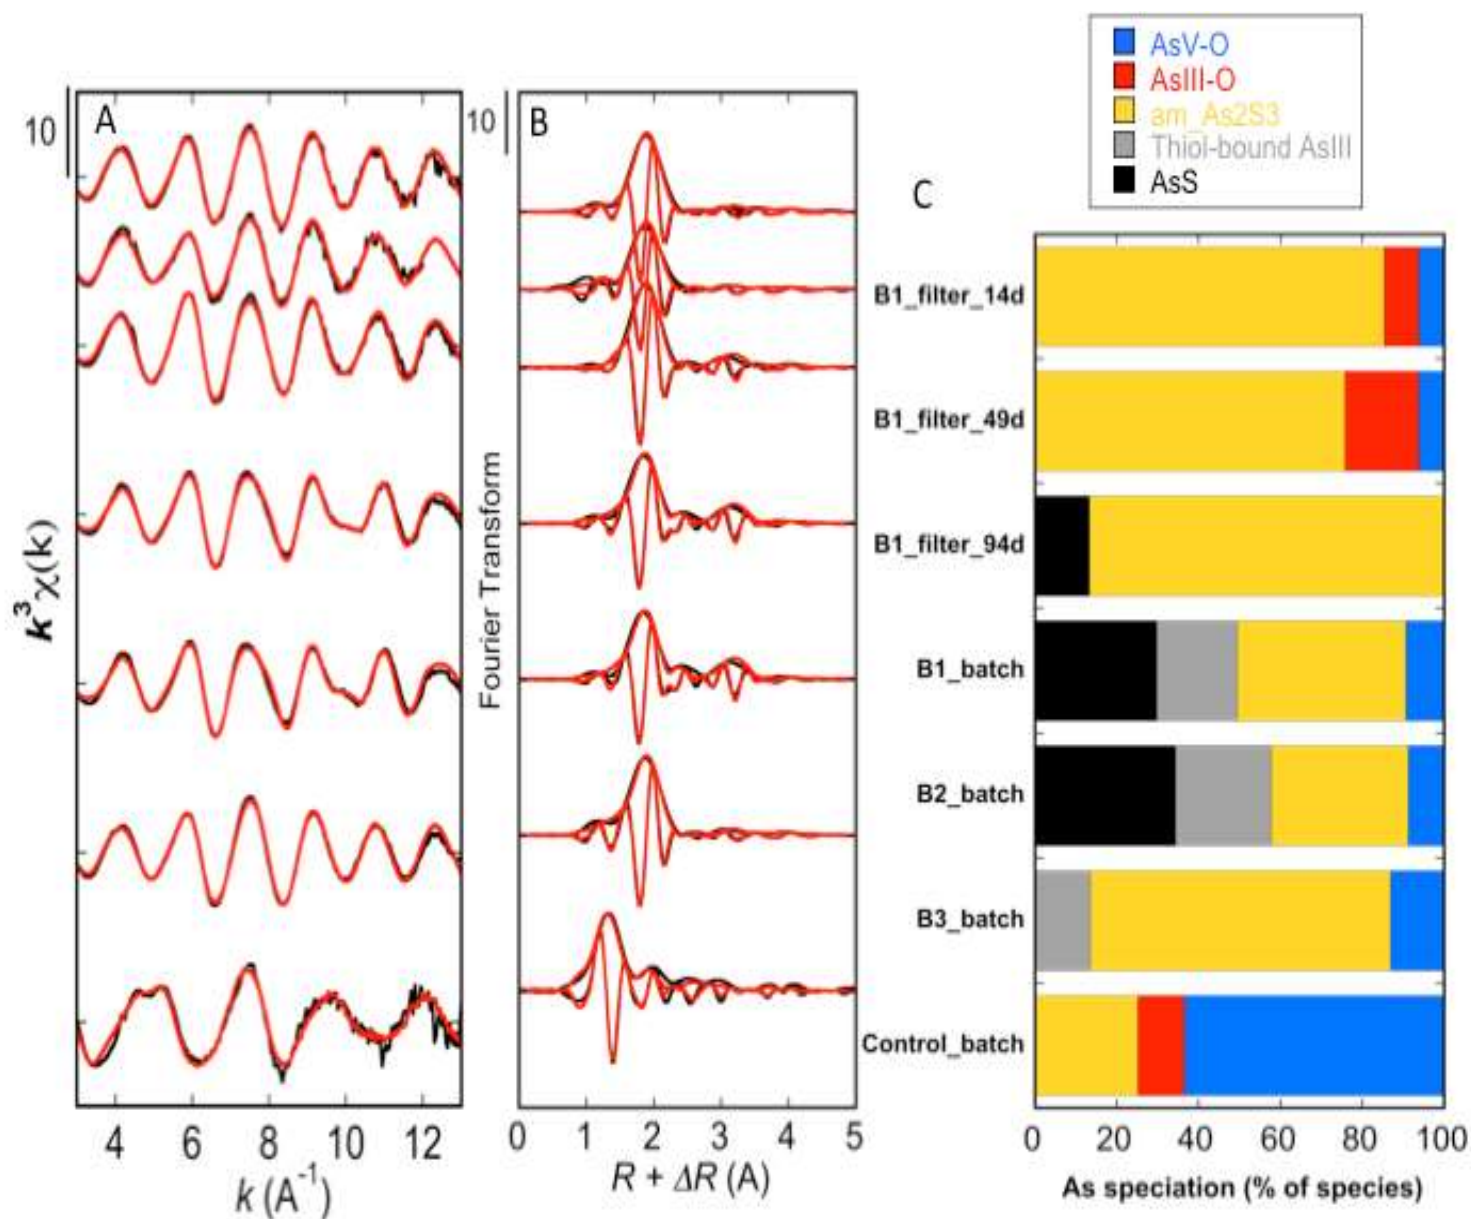 AsV-O
AsIII-O
am_As2S3
Thiol-bound AsIII
AsS
A
10
B
10
C
k³χ(k)
Fourier Transform
B1_filter_14d
B1_filter_49d
B1_filter_94d
B1_batch
B2_batch
B3_batch
Control_batch
4 6 8 10 12
k (A⁻¹)
0 1 2 3 4 5
R + ΔR (A)
0 20 40 60 80 100
As speciation (% of species)